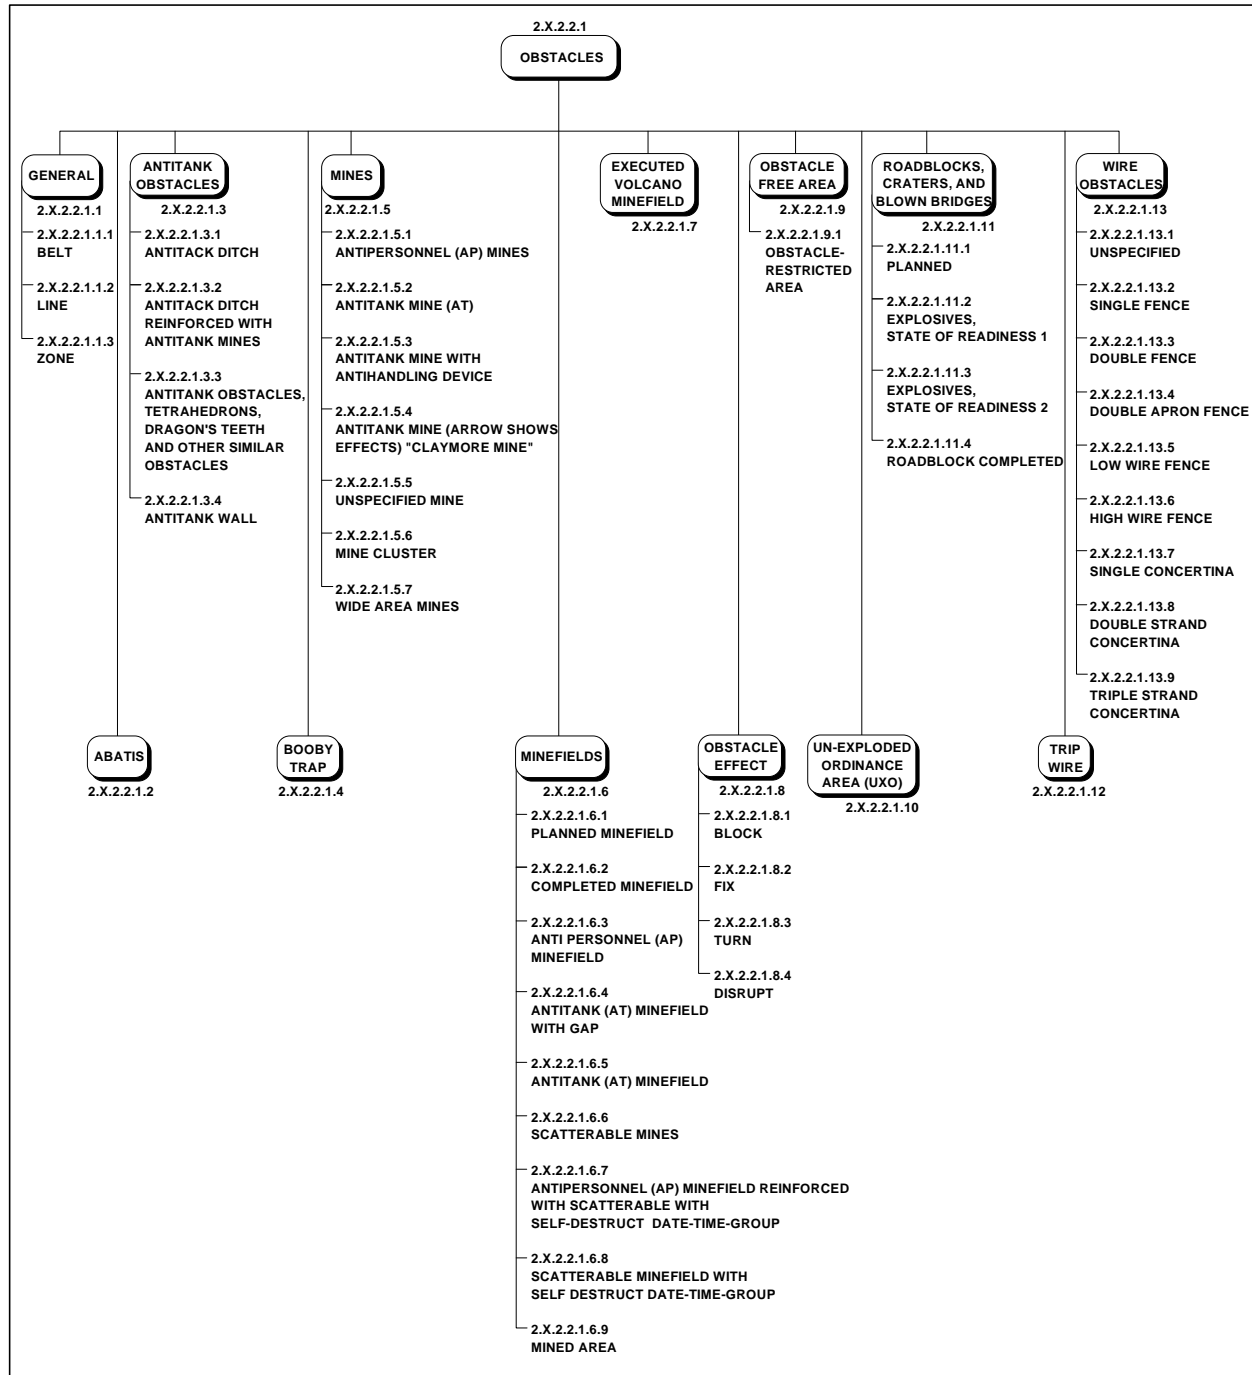 2.X.2.2.1
OBSTACLES
GENERAL
2.X.2.2.1.1
2.X.2.2.1.1.1
BELT
2.X.2.2.1.1.2
LINE
2.X.2.2.1.1.3
ZONE
ANTITANK
OBSTACLES
2.X.2.2.1.3
2.X.2.2.1.3.1
ANTITACK DITCH
2.X.2.2.1.3.2
ANTITACK DITCH
REINFORCED WITH
ANTITANK MINES
2.X.2.2.1.3.3
ANTITANK OBSTACLES,
TETRAHEDRONS,
DRAGON'S TEETH
AND OTHER SIMILAR
OBSTACLES
2.X.2.2.1.3.4
ANTITANK WALL
MINES
2.X.2.2.1.5
2.X.2.2.1.5.1
ANTIPERSONNEL (AP) MINES
2.X.2.2.1.5.2
ANTITANK MINE (AT)
2.X.2.2.1.5.3
ANTITANK MINE WITH
ANTIHANDLING DEVICE
2.X.2.2.1.5.4
ANTITANK MINE (ARROW SHOWS
EFFECTS) "CLAYMORE MINE"
2.X.2.2.1.5.5
UNSPECIFIED MINE
2.X.2.2.1.5.6
MINE CLUSTER
2.X.2.2.1.5.7
WIDE AREA MINES
EXECUTED
VOLCANO
MINEFIELD
2.X.2.2.1.7
OBSTACLE
FREE AREA
2.X.2.2.1.9
2.X.2.2.1.9.1
OBSTACLE-
RESTRICTED
AREA
ROADBLOCKS,
CRATERS, AND
BLOWN BRIDGES
2.X.2.2.1.11
2.X.2.2.1.11.1
PLANNED
2.X.2.2.1.11.2
EXPLOSIVES,
STATE OF READINESS 1
2.X.2.2.1.11.3
EXPLOSIVES,
STATE OF READINESS 2
2.X.2.2.1.11.4
ROADBLOCK COMPLETED
WIRE
OBSTACLES
2.X.2.2.1.13
2.X.2.2.1.13.1
UNSPECIFIED
2.X.2.2.1.13.2
SINGLE FENCE
2.X.2.2.1.13.3
DOUBLE FENCE
2.X.2.2.1.13.4
DOUBLE APRON FENCE
2.X.2.2.1.13.5
LOW WIRE FENCE
2.X.2.2.1.13.6
HIGH WIRE FENCE
2.X.2.2.1.13.7
SINGLE CONCERTINA
2.X.2.2.1.13.8
DOUBLE STRAND
CONCERTINA
2.X.2.2.1.13.9
TRIPLE STRAND
CONCERTINA
ABATIS
2.X.2.2.1.2
BOOBY
TRAP
2.X.2.2.1.4
MINEFIELDS
2.X.2.2.1.6
2.X.2.2.1.6.1
PLANNED MINEFIELD
2.X.2.2.1.6.2
COMPLETED MINEFIELD
2.X.2.2.1.6.3
ANTI PERSONNEL (AP)
MINEFIELD
2.X.2.2.1.6.4
ANTITANK (AT) MINEFIELD
WITH GAP
2.X.2.2.1.6.5
ANTITANK (AT) MINEFIELD
2.X.2.2.1.6.6
SCATTERABLE MINES
2.X.2.2.1.6.7
ANTIPERSONNEL (AP) MINEFIELD REINFORCED
WITH SCATTERABLE WITH
SELF-DESTRUCT DATE-TIME-GROUP
2.X.2.2.1.6.8
SCATTERABLE MINEFIELD WITH
SELF DESTRUCT DATE-TIME-GROUP
2.X.2.2.1.6.9
MINED AREA
OBSTACLE
EFFECT
2.X.2.2.1.8
2.X.2.2.1.8.1
BLOCK
2.X.2.2.1.8.2
FIX
2.X.2.2.1.8.3
TURN
2.X.2.2.1.8.4
DISRUPT
UN-EXPLODED
ORDINANCE
AREA (UXO)
2.X.2.2.1.10
TRIP
WIRE
2.X.2.2.1.12